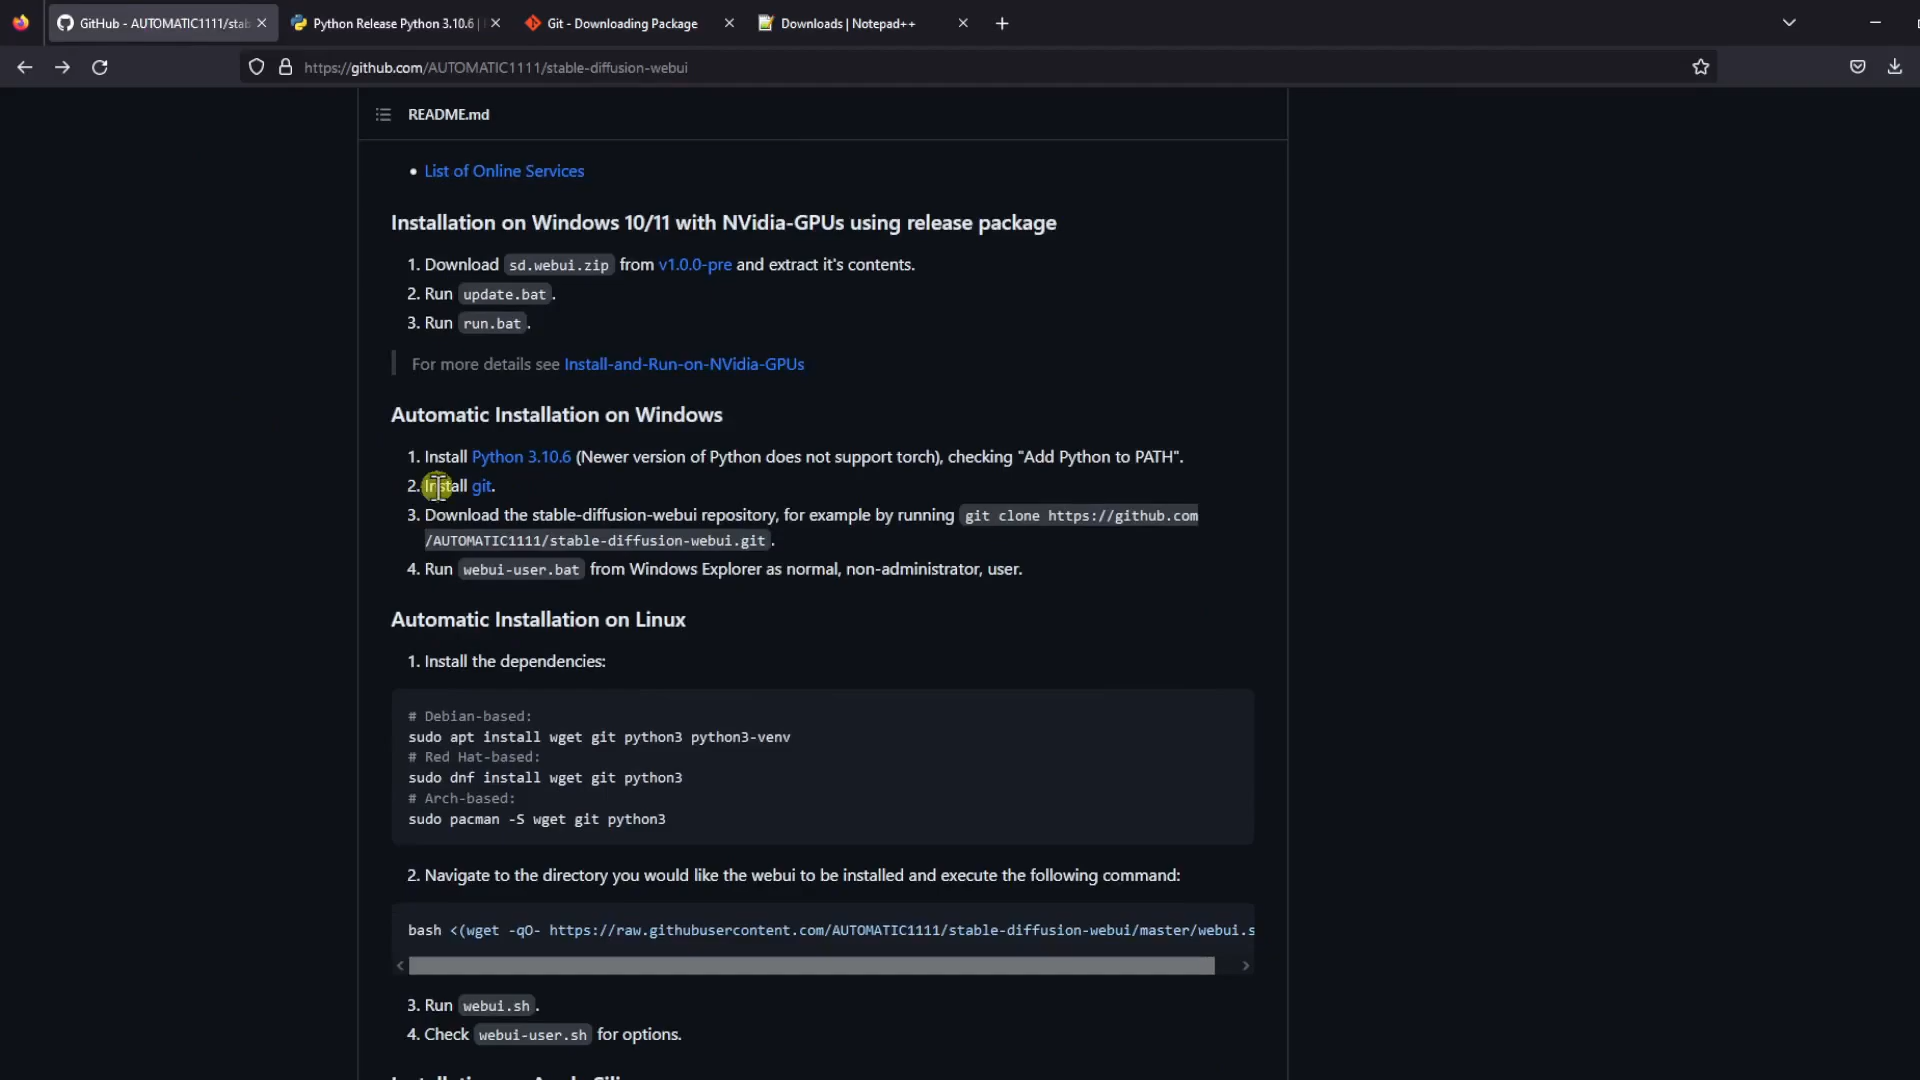 GitHub - AUTOMATIC1111/stab
Python Release Python 3.10.6 |
Git - Downloading Package
Downloads | Notepad++
https://github.com/AUTOMATIC1111/stable-diffusion-webui
README.md
List of Online Services
Installation on Windows 10/11 with NVidia-GPUs using release package
1. Download sd.webui.zip from v1.0.0-pre and extract it's contents.
2. Run update.bat.
3. Run run.bat.
For more details see Install-and-Run-on-NVidia-GPUs
Automatic Installation on Windows
1. Install Python 3.10.6 (Newer version of Python does not support torch), checking "Add Python to PATH".
2. Install git.
3. Download the stable-diffusion-webui repository, for example by running git clone https://github.com
/AUTOMATIC1111/stable-diffusion-webui.git.
4. Run webui-user.bat from Windows Explorer as normal, non-administrator, user.
Automatic Installation on Linux
1. Install the dependencies:
# Debian-based:
sudo apt install wget git python3 python3-venv
# Red Hat-based:
sudo dnf install wget git python3
# Arch-based:
sudo pacman -S wget git python3
2. Navigate to the directory you would like the webui to be installed and execute the following command:
bash <(wget -qO- https://raw.githubusercontent.com/AUTOMATIC1111/stable-diffusion-webui/master/webui.s
3. Run webui.sh.
4. Check webui-user.sh for options.